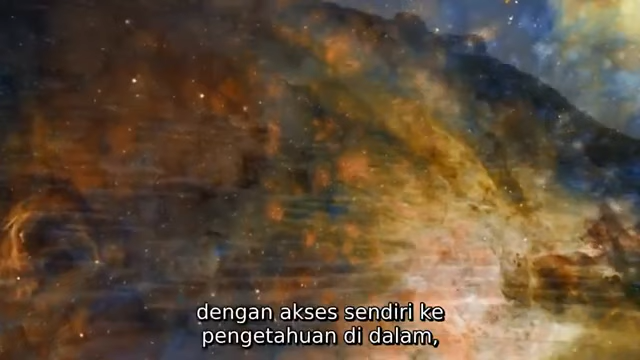 dengan akses sendiri ke
pengetahuan di dalam,